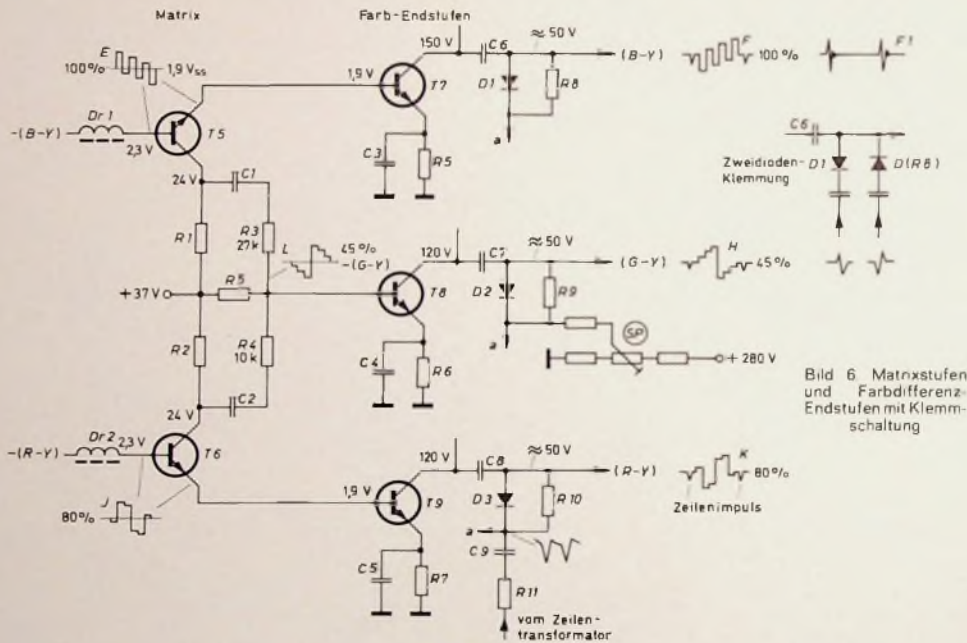 Matrix
Farb-Endstufen
E
100%
1,9 Vss
-(B-Y)
Dr 1
2,3 V
T5
24 V
C1
R1
R3
27k
1,9 V
150 V
T7
C3
R5
C6
≈ 50 V
D1
R8
a
(B-Y)
F
100%
F1
C6
Zweidioden-
Klemmung
D1
D(R8)
+37V
R5
L
45%
-(G-Y)
R2
R4
10k
24 V
C2
120 V
T8
C4
R6
C7
≈ 50 V
D2
R9
a
(G-Y)
H
45%
SP
+ 280 V
Bild 6 Matrixstufen
und Farbdifferenz-
Endstufen mit Klemm-
schaltung
-(R-Y)
Dr2
2,3 V
T6
J
80%
1,9 V
120 V
T9
C5
R7
C8
≈ 50 V
D3
R10
a
C9
R11
vom Zeilen-
transformator
(R-Y)
K
80%
Zeilenimpuls